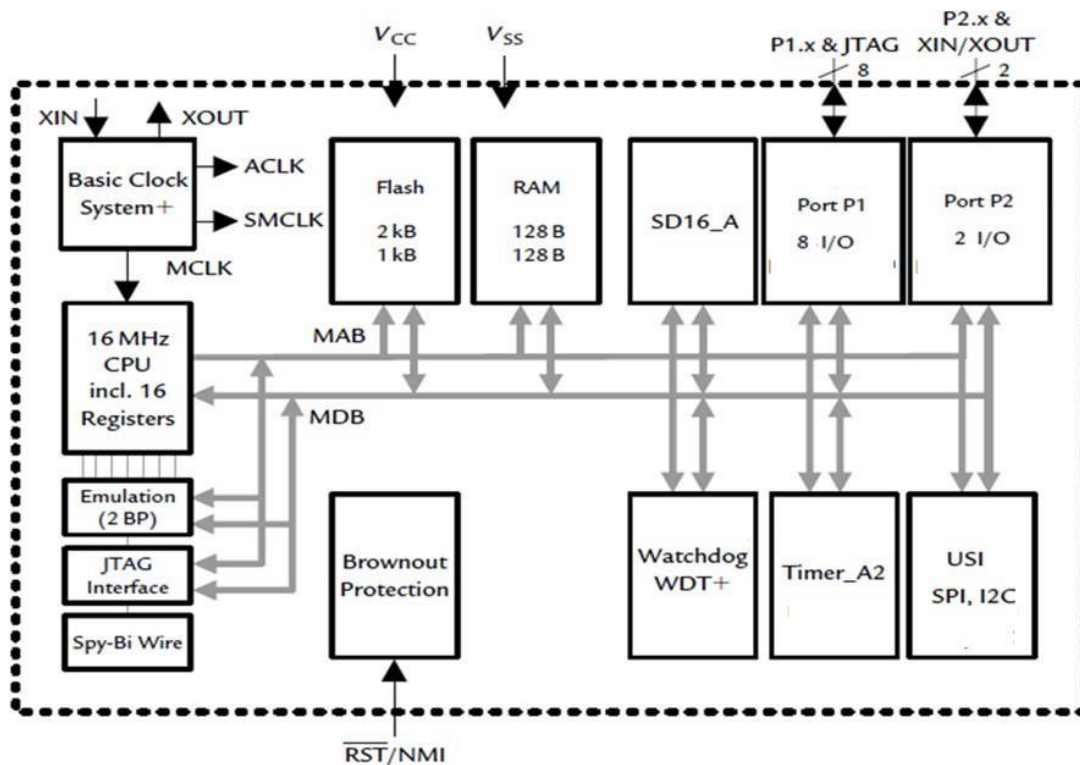 VCC
VSS
P1.x & JTAG
8
P2.x &
XIN/XOUT
2
XIN
XOUT
Basic Clock
System+
ACLK
SMCLK
MCLK
Flash
2 kB
1 kB
RAM
128 B
128 B
SD16_A
Port P1
8 I/O
Port P2
2 I/O
16 MHz
CPU
incl. 16
Registers
MAB
MDB
Emulation
(2 BP)
JTAG
Interface
Spy-Bi Wire
Brownout
Protection
Watchdog
WDT+
Timer_A2
USI
SPI, I2C
RST/NMI